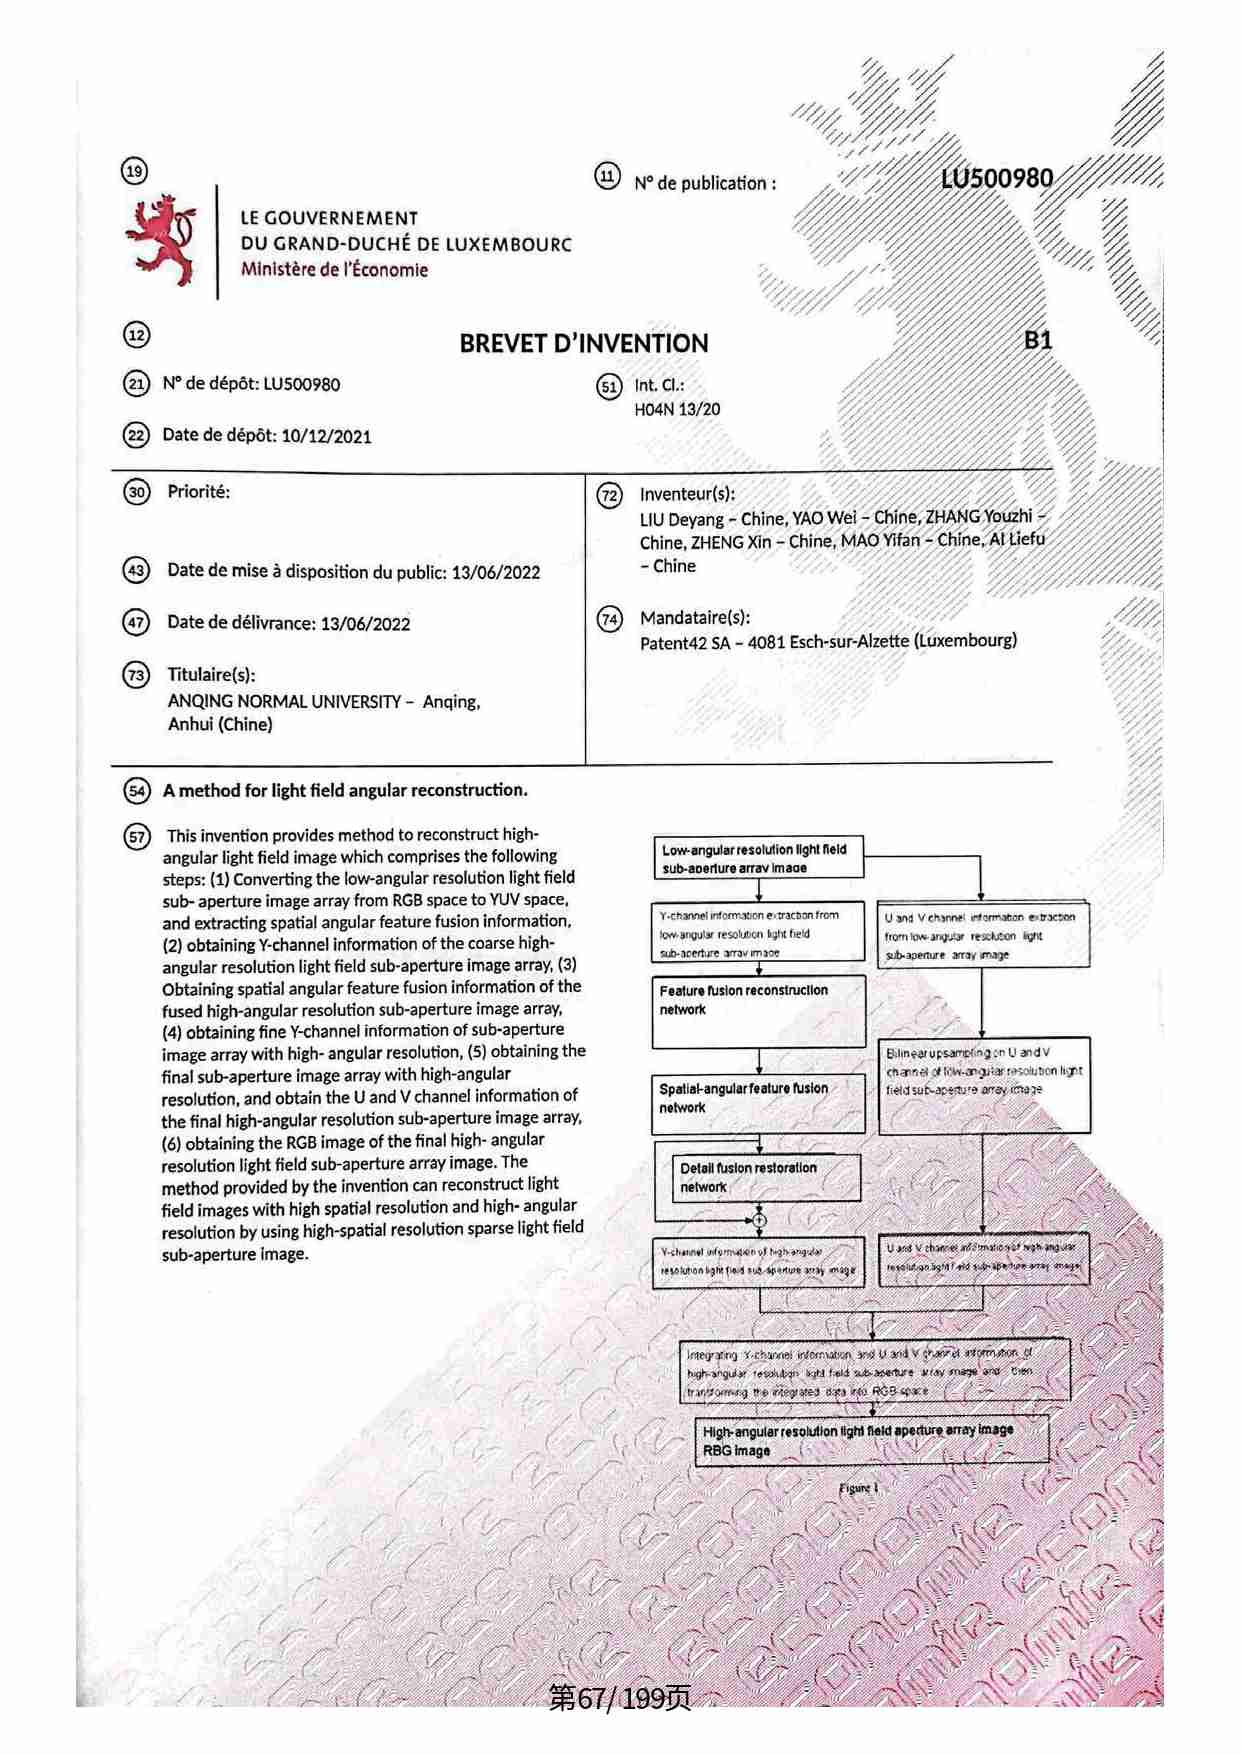 19
11 N° de publication : LU500980
LE GOUVERNEMENT
DU GRAND-DUCHÉ DE LUXEMBOURG
Ministère de l'Économie
12 BREVET D'INVENTION B1
21 N° de dépôt: LU500980
51 Int. Cl.:
H04N 13/20
22 Date de dépôt: 10/12/2021
30 Priorité:
43 Date de mise à disposition du public: 13/06/2022
47 Date de délivrance: 13/06/2022
73 Titulaire(s):
ANQING NORMAL UNIVERSITY – Anqing,
Anhui (Chine)
72 Inventeur(s):
LIU Deyang – Chine, YAO Wei – Chine, ZHANG Youzhi –
Chine, ZHENG Xin – Chine, MAO Yifan – Chine, AI Liefu
– Chine
74 Mandataire(s):
Patent42 SA – 4081 Esch-sur-Alzette (Luxembourg)
54 A method for light field angular reconstruction.
57 This invention provides method to reconstruct high-
angular light field image which comprises the following
steps: (1) Converting the low-angular resolution light field
sub- aperture image array from RGB space to YUV space,
and extracting spatial angular feature fusion information,
(2) obtaining Y-channel information of the coarse high-
angular resolution light field sub-aperture image array, (3)
Obtaining spatial angular feature fusion information of the
fused high-angular resolution sub-aperture image array,
(4) obtaining fine Y-channel information of sub-aperture
image array with high- angular resolution, (5) obtaining the
final sub-aperture image array with high-angular
resolution, and obtain the U and V channel information of
the final high-angular resolution sub-aperture image array,
(6) obtaining the RGB image of the final high- angular
resolution light field sub-aperture array image. The
method provided by the invention can reconstruct light
field images with high spatial resolution and high- angular
resolution by using high-spatial resolution sparse light field
sub-aperture image.
Low-angular resolution light field
sub-aperture array image
Y-channel information extraction from
low-angular resolution light field
sub-aperture array image
U and V channel information extraction
from low-angular resolution light
sub-aperture array image
Feature fusion reconstruction
network
Bilinear upsampling on U and V
channel of low-angular resolution light
field sub-aperture array image
Spatial-angular feature fusion
network
Detail fusion restoration
network
Y-channel information of high-angular
resolution light field sub-aperture array image
U and V channel information of high-angular
resolution light field sub-aperture array image
Integrating Y-channel information and U and V channel information of
high-angular resolution light field sub-aperture array image and then
transforming the integrated data into RGB space
High-angular resolution light field aperture array image
RBG image
Figure 1
第67/199页